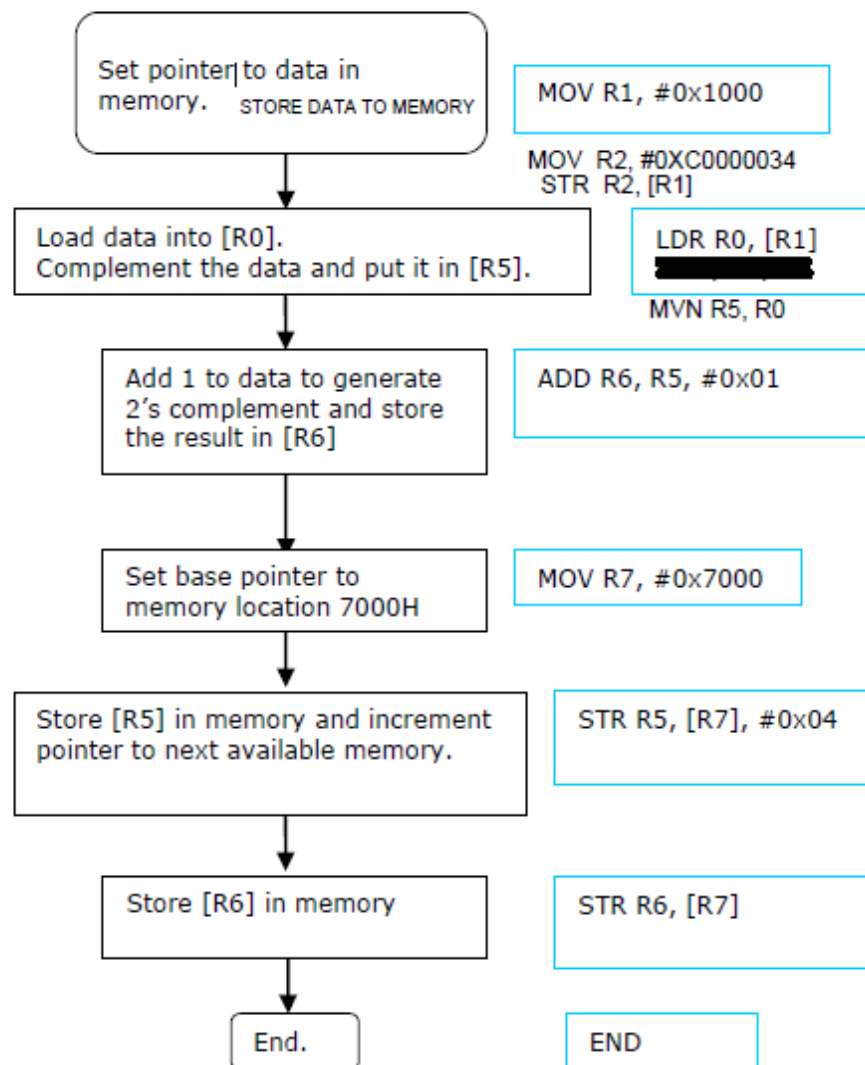 Set pointer to data in
memory. STORE DATA TO MEMORY
MOV R1, #0x1000
MOV R2, #0XC0000034
STR R2, [R1]
Load data into [R0].
Complement the data and put it in [R5].
LDR R0, [R1]
MVN R5, R0
Add 1 to data to generate
2’s complement and store
the result in [R6]
ADD R6, R5, #0x01
Set base pointer to
memory location 7000H
MOV R7, #0x7000
Store [R5] in memory and increment
pointer to next available memory.
STR R5, [R7], #0x04
Store [R6] in memory
STR R6, [R7]
End.
END